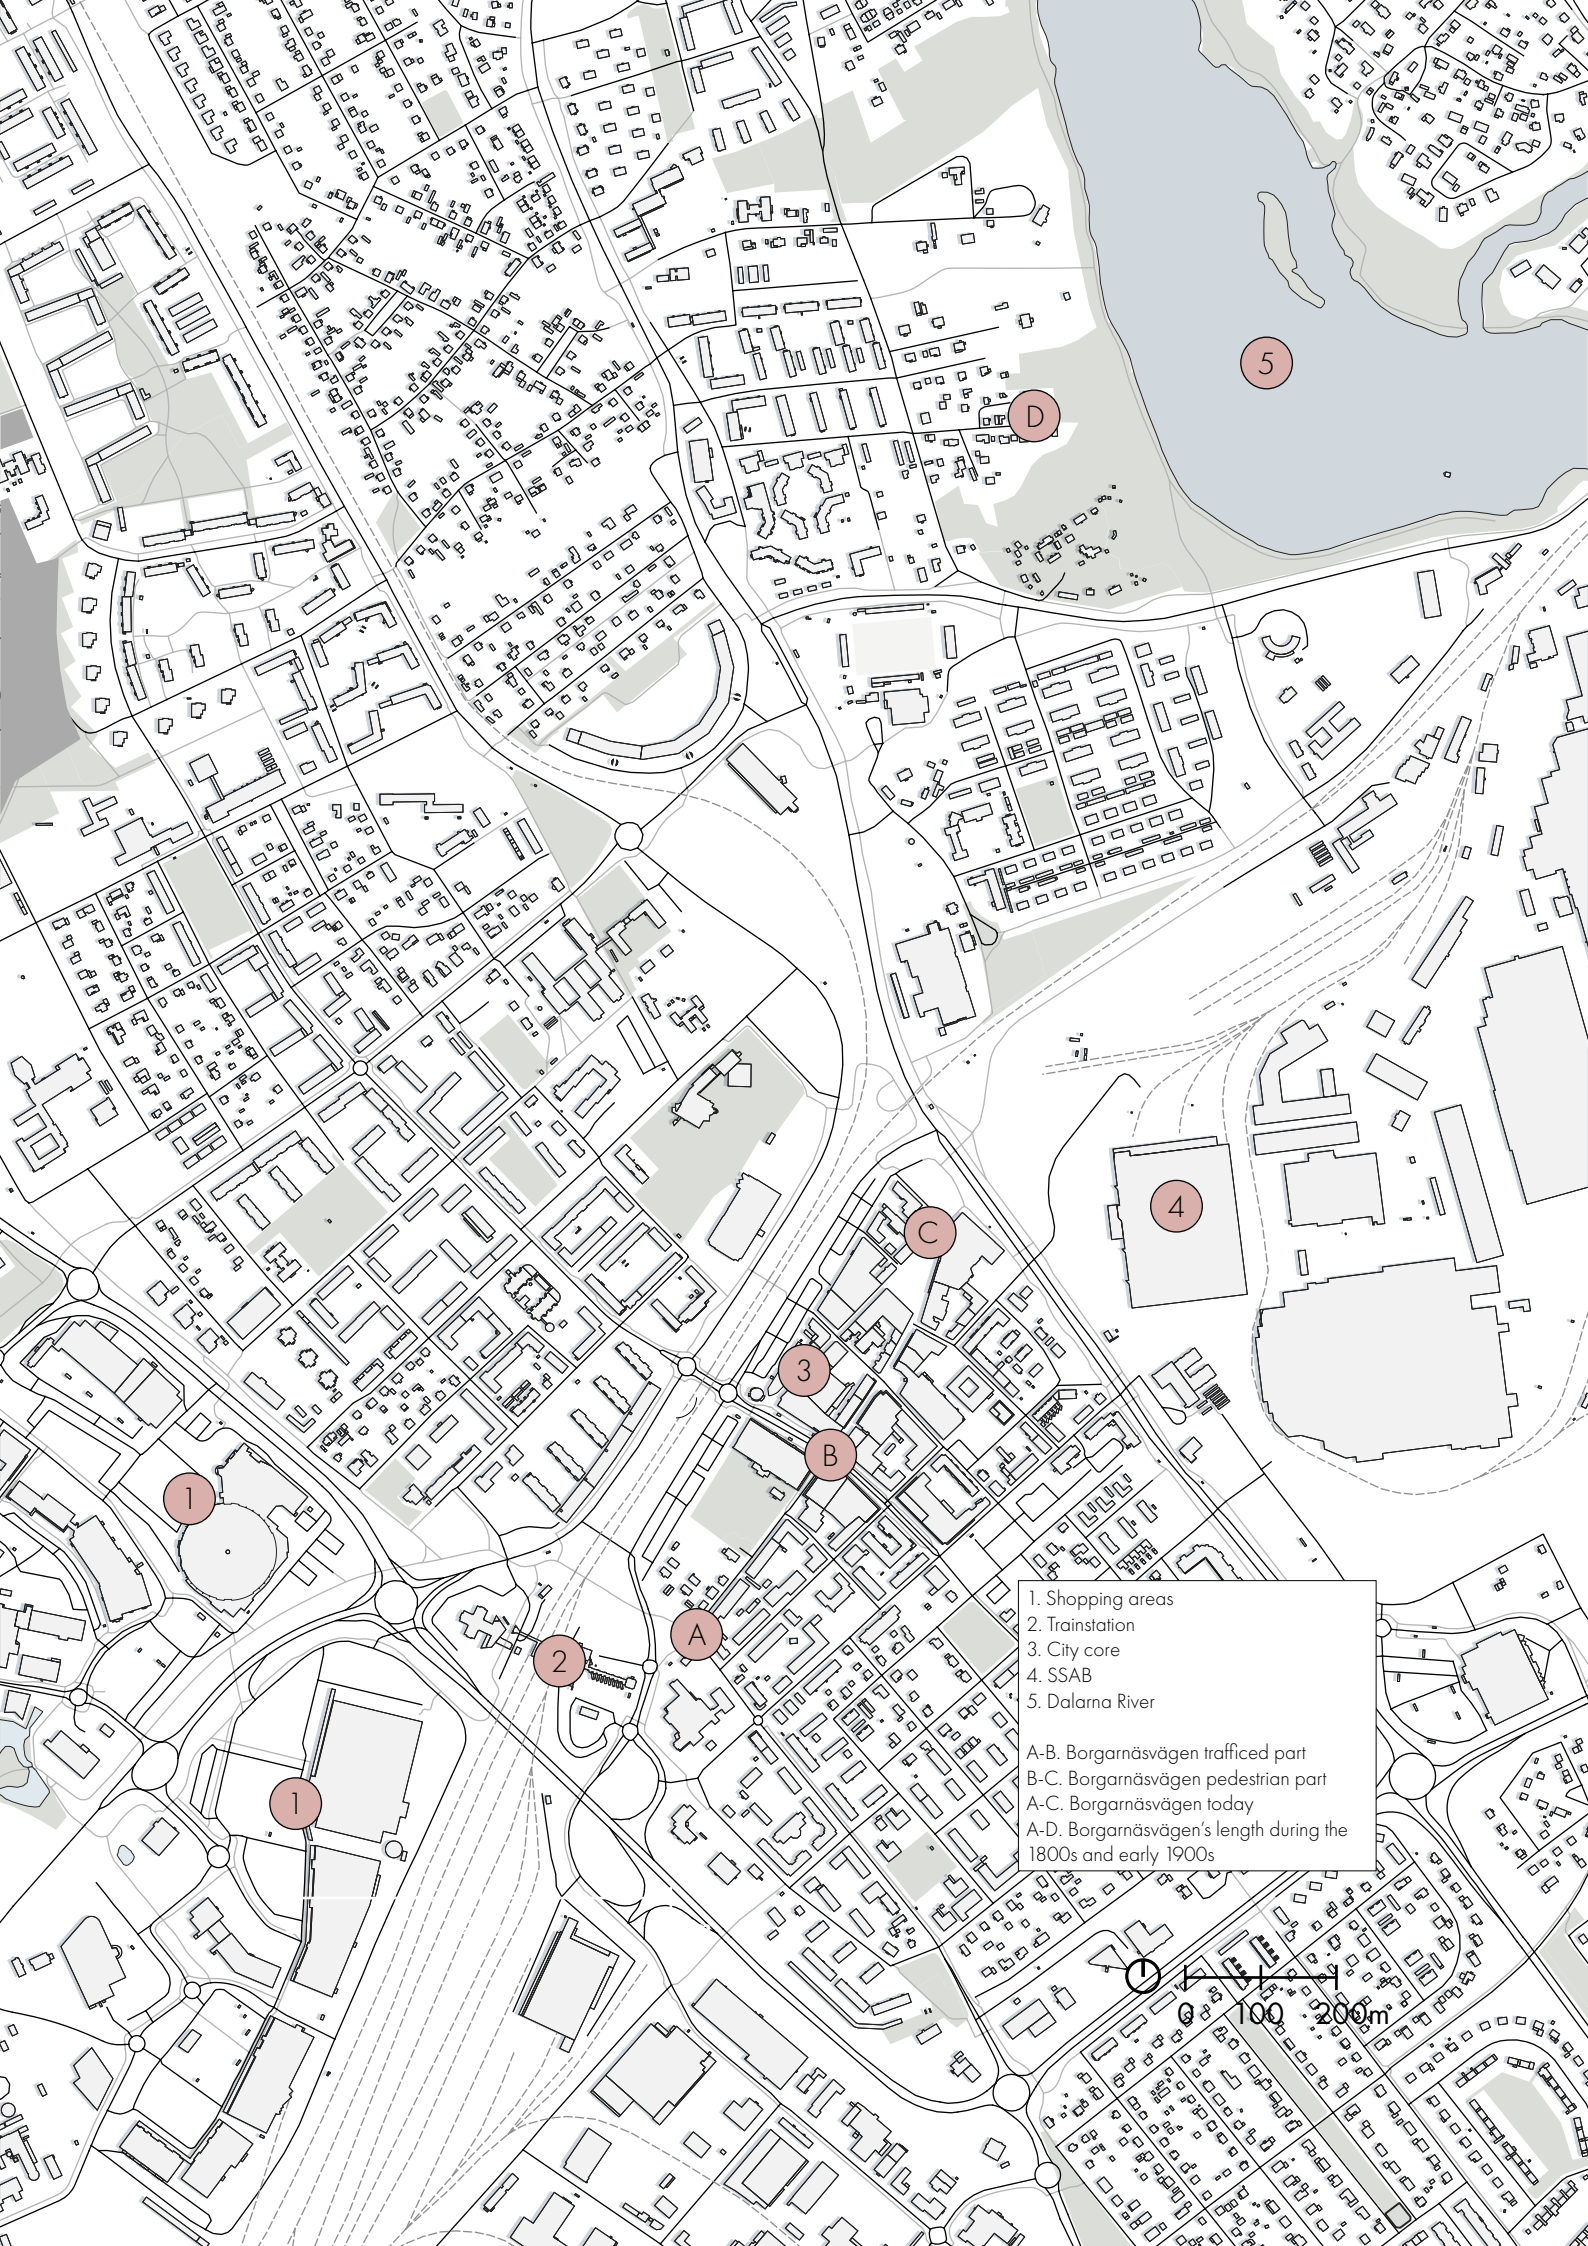 5
D
4
C
3
B
1
A
2
1
1. Shopping areas
2. Trainstation
3. City core
4. SSAB
5. Dalarna River
A-B. Borgarnäsvägen trafficed part
B-C. Borgarnäsvägen pedestrian part
A-C. Borgarnäsvägen today
A-D. Borgarnäsvägen's length during the
1800s and early 1900s
0 100 200m